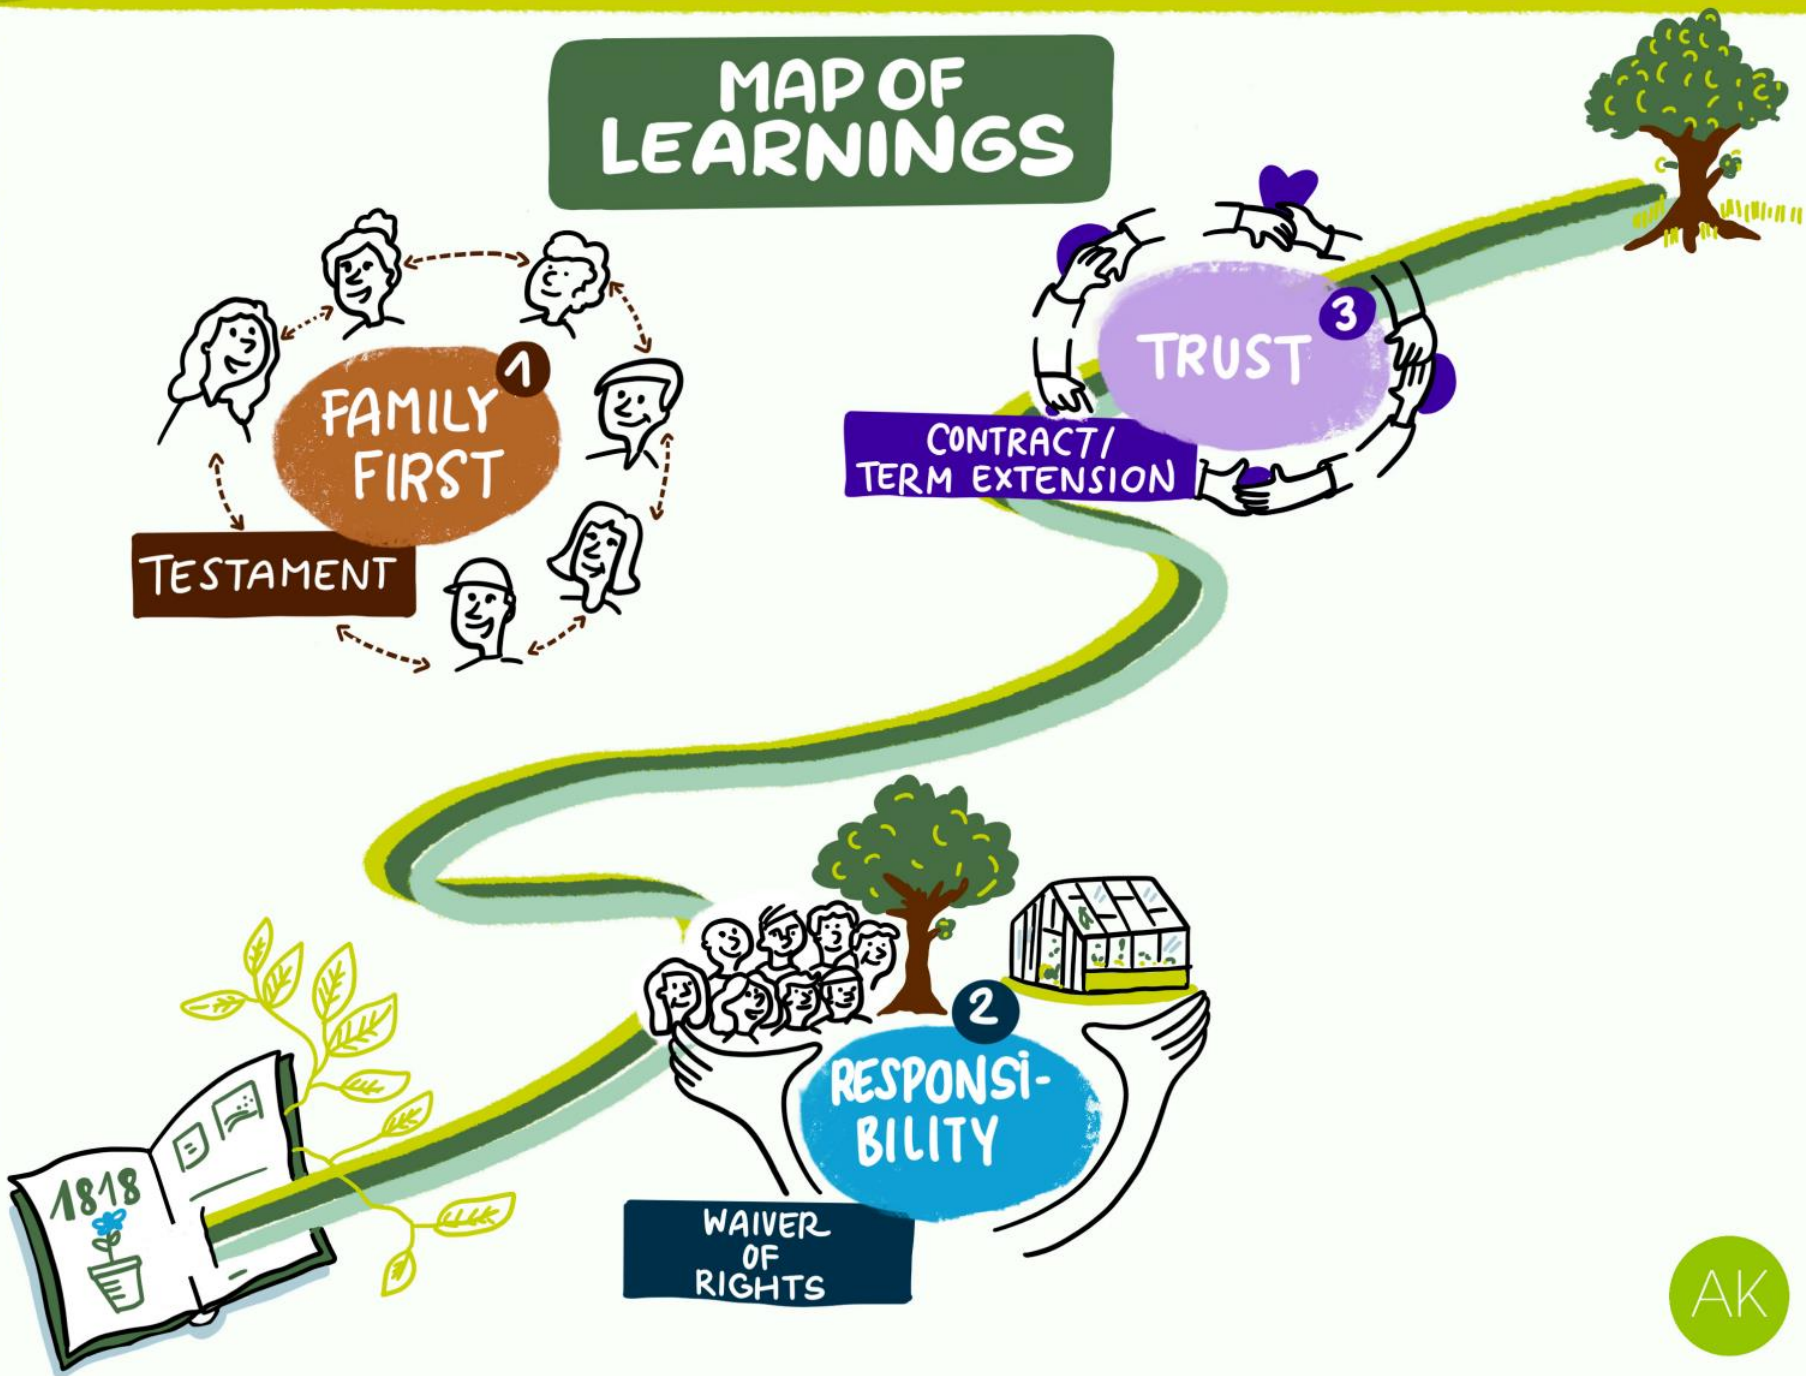 MAP OF
LEARNINGS
1
FAMILY
FIRST
TESTAMENT
3
TRUST
CONTRACT/
TERM EXTENSION
2
RESPONSI-
BILITY
WAIVER
OF
RIGHTS
1818
AK